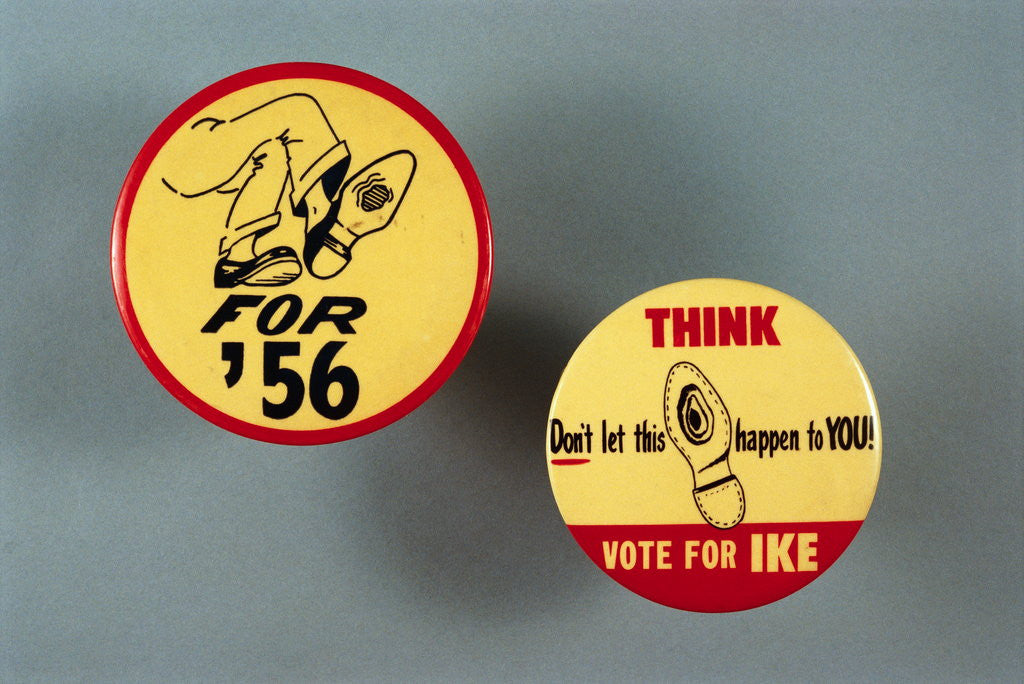 FOR
'56
THINK
Don't let this happen to YOU!
VOTE FOR IKE